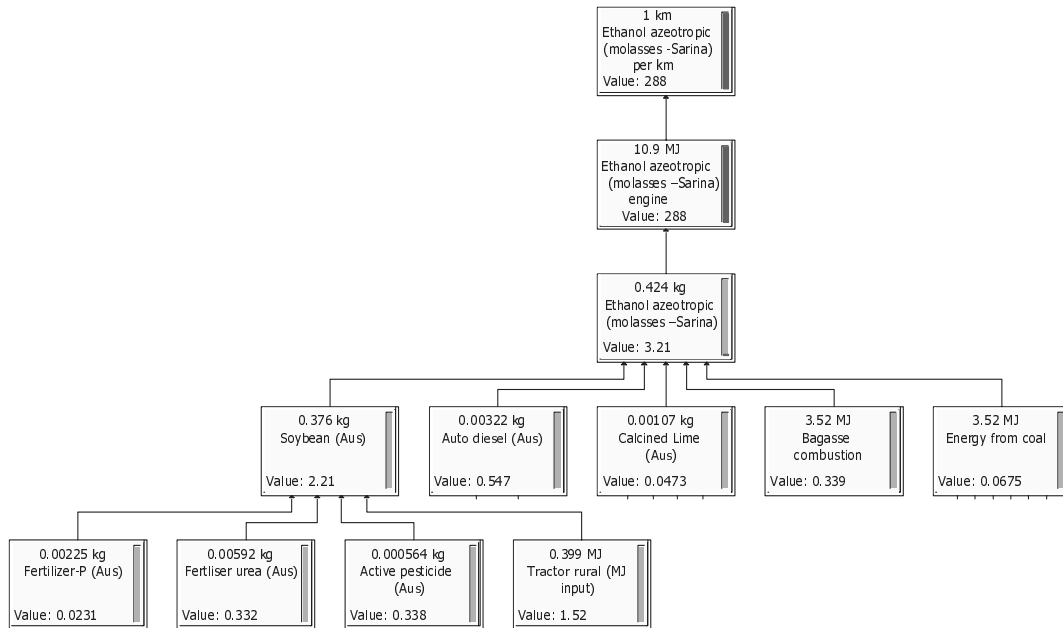 1 km
Ethanol azeotropic
(molasses -Sarina)
per km
Value: 288
10.9 MJ
Ethanol azeotropic
(molasses –Sarina)
engine
Value: 288
0.424 kg
Ethanol azeotropic
(molasses –Sarina)
Value: 3.21
0.376 kg
Soybean (Aus)
Value: 2.21
0.00322 kg
Auto diesel (Aus)
Value: 0.547
0.00107 kg
Calcined Lime
(Aus)
Value: 0.0473
3.52 MJ
Bagasse
combustion
Value: 0.339
3.52 MJ
Energy from coal
Value: 0.0675
0.00225 kg
Fertilizer-P (Aus)
Value: 0.0231
0.00592 kg
Fertliser urea (Aus)
Value: 0.332
0.000564 kg
Active pesticide
(Aus)
Value: 0.338
0.399 MJ
Tractor rural (MJ
input)
Value: 1.52